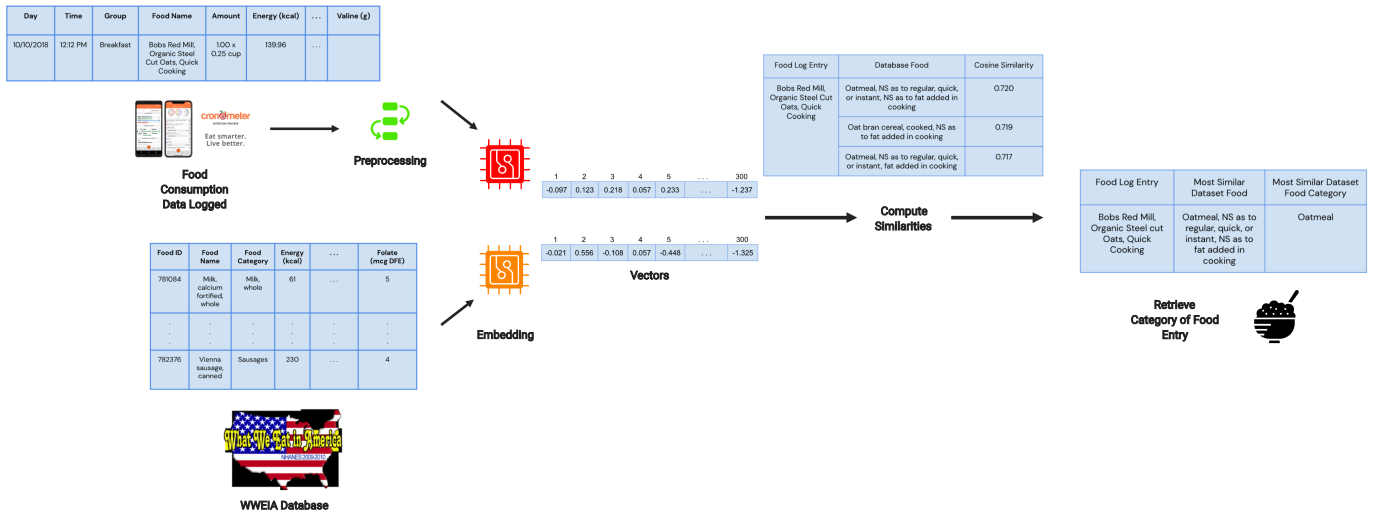 Day Time Group Food Name Amount Energy (kcal) ... Valine (g)
10/10/2018 12:12 PM Breakfast Bobs Red Mill, 1.00 x 139.96 ...
Organic Steel 0.25 cup
Cut Oats, Quick
Cooking
cronometer
Eat smarter.
Live better.
Food
Consumption
Data Logged
Preprocessing
Food ID Food Food Energy ... Folate
Name Category (kcal) (mcg DFE)
781084 Milk, Milk, 61 ... 5
calcium whole
fortified,
whole
. . . . . .
. . . . . .
. . . . . .
782376 Vienna Sausages 230 ... 4
sausage,
canned
What We Eat in America
NHANES 2009-2010
WWEIA Database
Embedding
1 2 3 4 5 ... 300
-0.097 0.123 0.218 0.057 0.233 ... -1.237
1 2 3 4 5 ... 300
-0.021 0.556 -0.108 0.057 -0.448 ... -1.325
Vectors
Food Log Entry Database Food Cosine Similarity
Bobs Red Mill, Oatmeal, NS as to regular, quick, 0.720
Organic Steel Cut or instant, NS as to fat added in
Oats, Quick cooking
Cooking
Oat bran cereal, cooked, NS as 0.719
to fat added in cooking
Oatmeal, NS as to regular, quick, 0.717
or instant, fat added in cooking
Compute
Similarities
Food Log Entry Most Similar Most Similar Dataset
Dataset Food Food Category
Bobs Red Mill, Oatmeal, NS as to Oatmeal
Organic Steel cut regular, quick, or
Oats, Quick instant, NS as to
Cooking fat added in
cooking
Retrieve
Category of Food
Entry